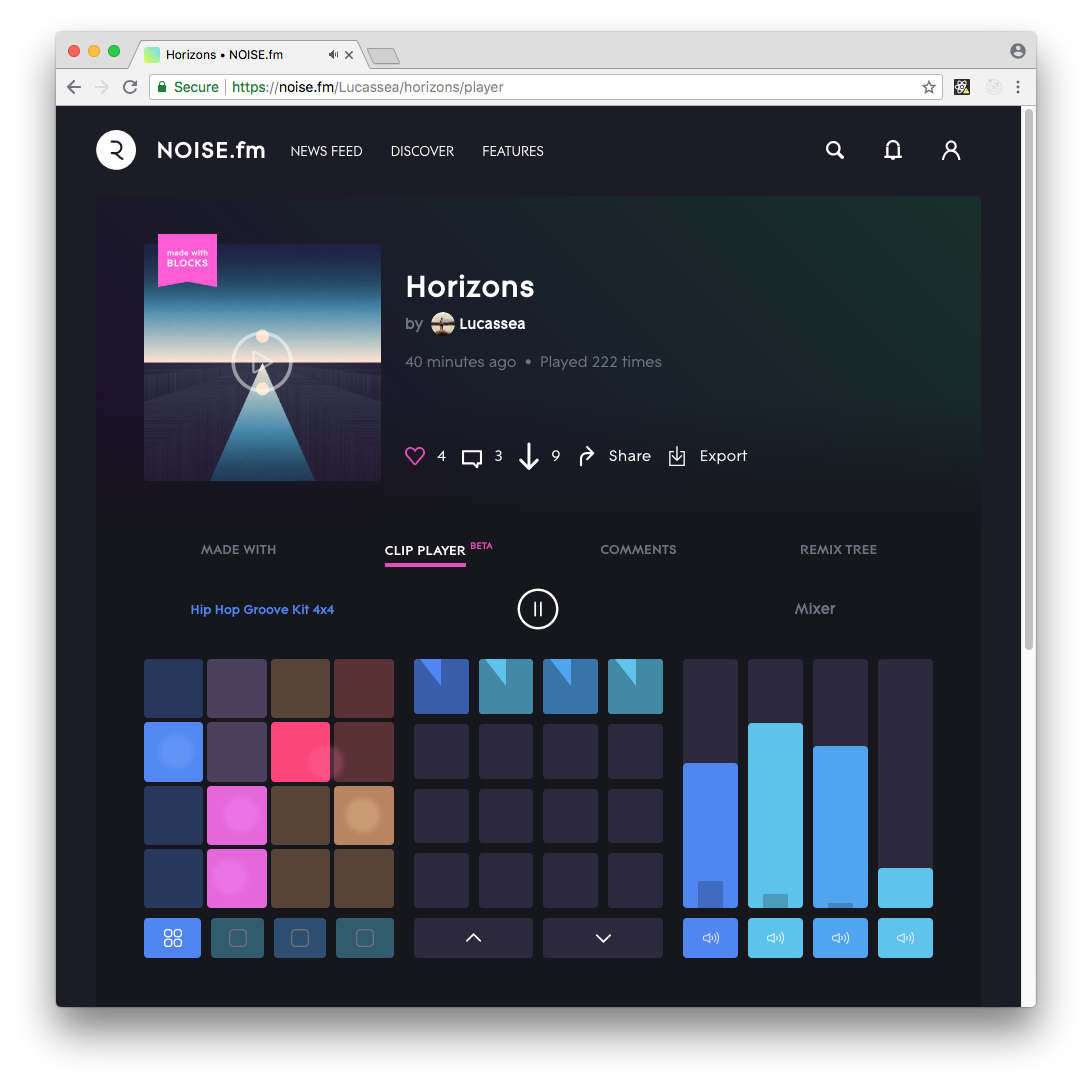 Horizons • NOISE.fm
Secure https://noise.fm/Lucassea/horizons/player
NOISE.fm NEWS FEED DISCOVER FEATURES
made with
BLOCKS
Horizons
by Lucassea
40 minutes ago • Played 222 times
4 3 9 Share Export
MADE WITH CLIP PLAYER BETA COMMENTS REMIX TREE
Hip Hop Groove Kit 4x4 Mixer